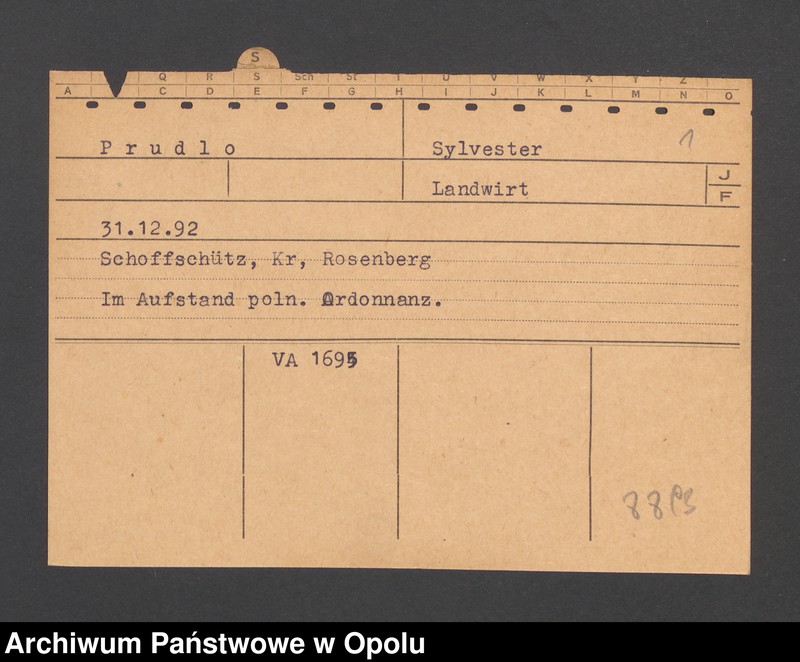 S
Q R S Sch St T U V W X Y Z
A C D E F G H I J K L M N O
Prudlo Sylvester 1
Landwirt J
F
31.12.92
Schoffschütz, Kr, Rosenberg
Im Aufstand poln. Ordonnanz.
VA 1695
Archiwum Państwowe w Opolu